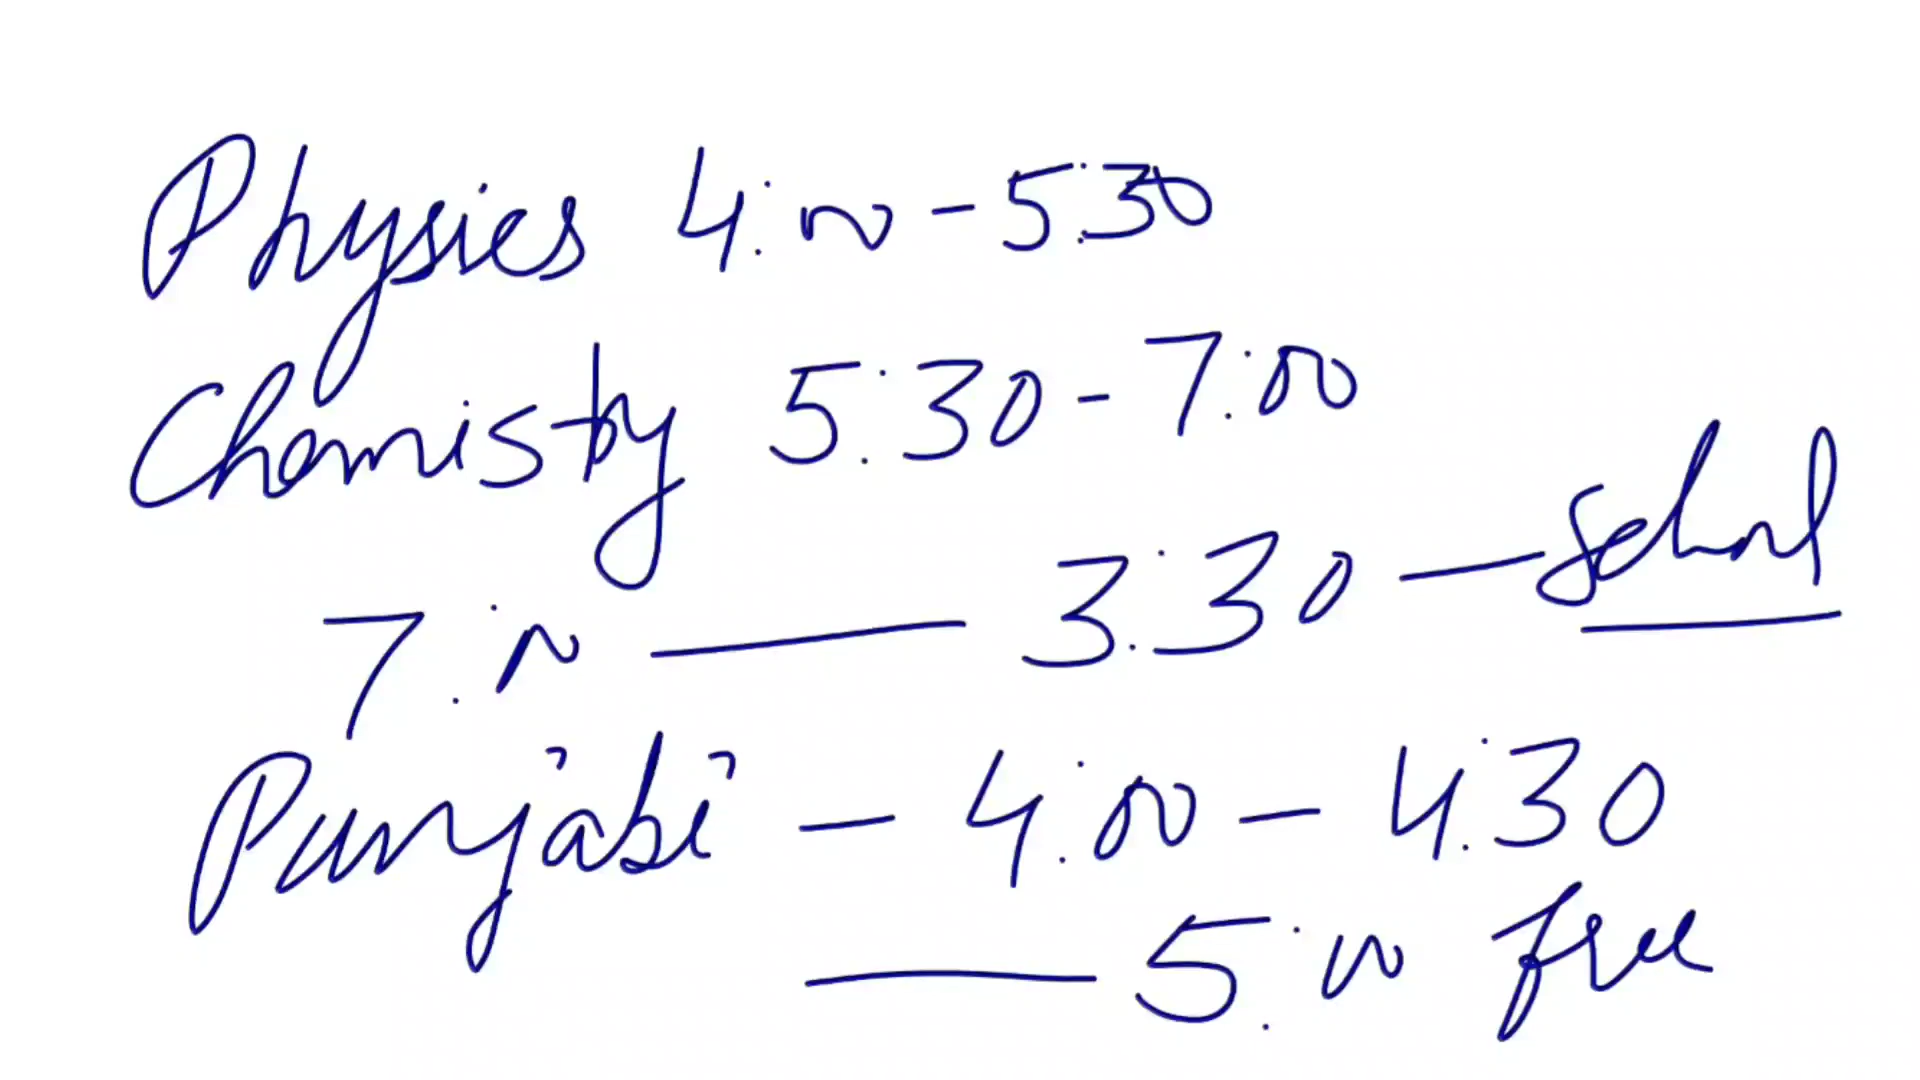 Physics 4:00 - 5:30
Chemistry 5:30 - 7:00
7:00 — 3:30 — school
Punjabi — 4:00 — 4:30
— 5:00 free